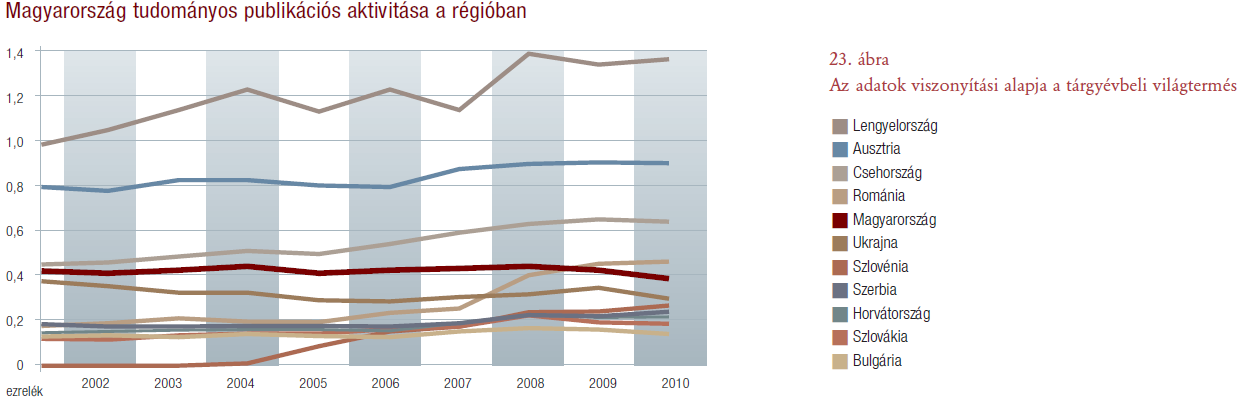 Magyarország tudományos publikációs aktivitása a régióban
1,4
1,2
1,0
0,8
0,6
0,4
0,2
0
ezrelék
2002 2003 2004 2005 2006 2007 2008 2009 2010
23. ábra
Az adatok viszonyítási alapja a tárgyévbeli világtermés
Lengyelország
Ausztria
Csehország
Románia
Magyarország
Ukrajna
Szlovénia
Szerbia
Horvátország
Szlovákia
Bulgária